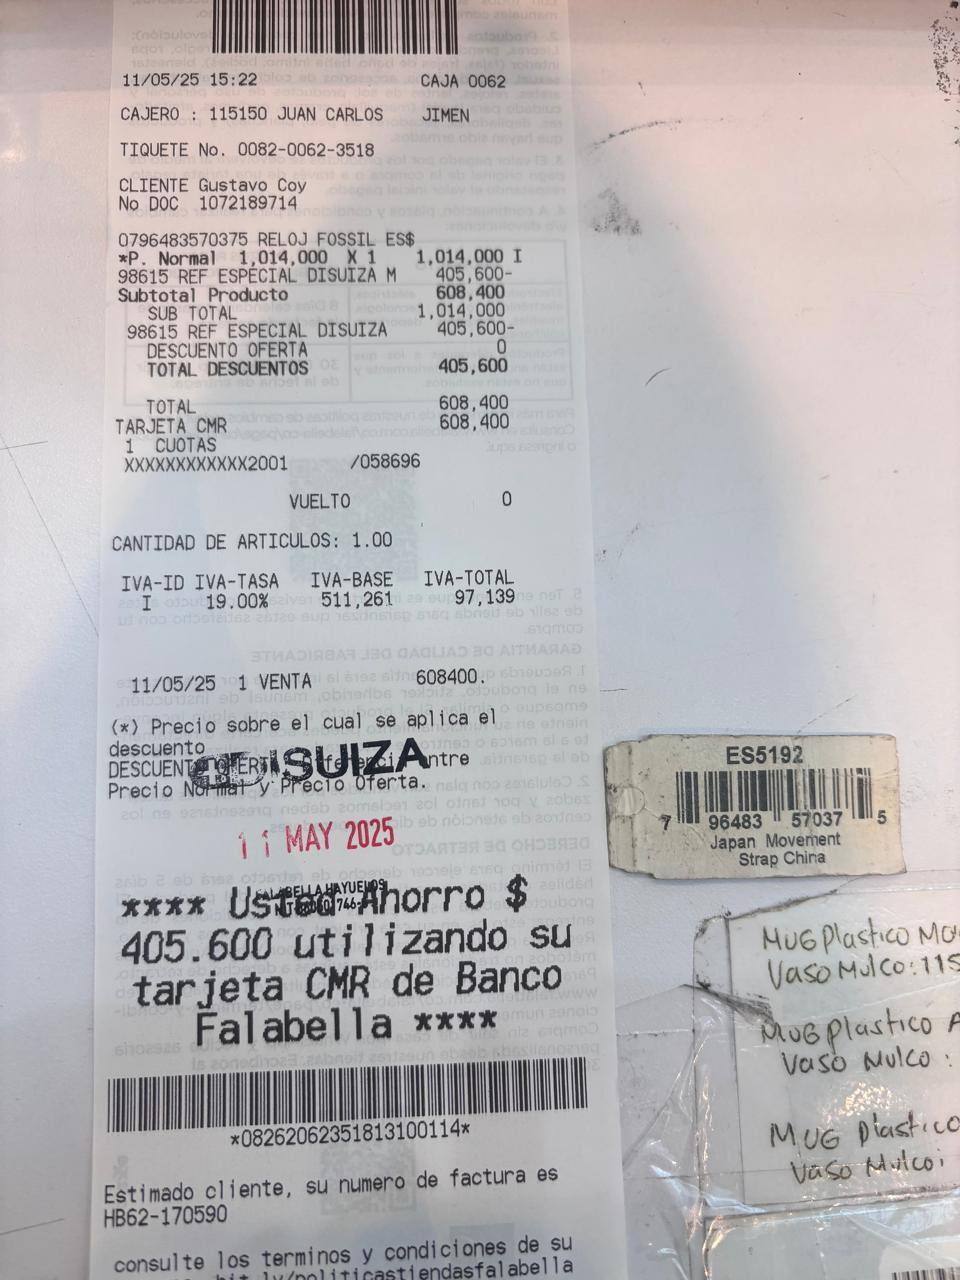 11/05/25 15:22 CAJA 0062
CAJERO : 115150 JUAN CARLOS JIMEN
TIQUETE No. 0082-0062-3518
CLIENTE Gustavo Coy
No DOC 1072189714
0796483570375 RELOJ FOSSIL ES$
*P. Normal 1,014,000 X 1 1,014,000 I
98615 REF ESPECIAL DISUIZA M 405,600-
Subtotal Producto 608,400
SUB TOTAL 1,014,000
98615 REF ESPECIAL DISUIZA 405,600-
DESCUENTO OFERTA 0
TOTAL DESCUENTOS 405,600
TOTAL 608,400
TARJETA CMR 608,400
1 CUOTAS
XXXXXXXXXXXX2001 /058696
VUELTO 0
CANTIDAD DE ARTICULOS: 1.00
IVA-ID IVA-TASA IVA-BASE IVA-TOTAL
I 19.00% 511,261 97,139
11/05/25 1 VENTA 608400.
(*) Precio sobre el cual se aplica el
descuento
DISUIZA
Precio Normal y Precio Oferta.
11 MAY 2025
**** Usted Ahorro $
405.600 utilizando su
tarjeta CMR de Banco
Falabella ****
*08262062351813100114*
Estimado cliente, su numero de factura es
HB62-170590
consulte los terminos y condiciones de su
ES5192
7 96483 57037 5
Japan Movement
Strap China
MUG Plastico
Vaso Mulco: 115
MUG plastico A
Vaso Mulco :
MUG Plastico
Vaso Mulco: